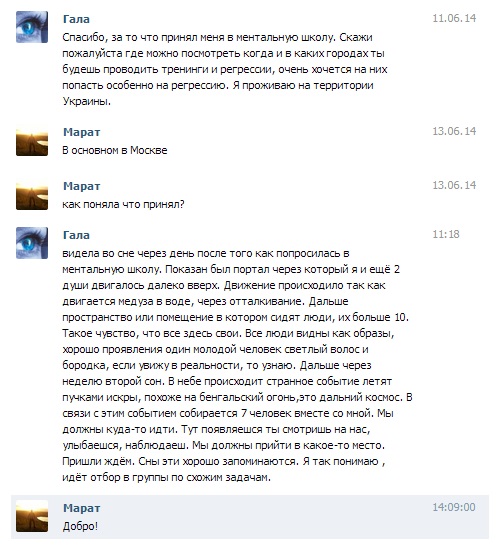 Гала 11.06.14
Спасибо, за то что принял меня в ментальную школу. Скажи
пожалуйста где можно посмотреть когда и в каких городах ты
будешь проводить тренинги и регрессии, очень хочется на них
попасть особенно на регрессию. Я проживаю на территории
Украины.
Марат 13.06.14
В основном в Москве
Марат 13.06.14
как поняла что принял?
Гала 11:18
видела во сне через день после того как попросилась в
ментальную школу. Показан был портал через который я и ещё 2
души двигалось далеко вверх. Движение происходило так как
двигается медуза в воде, через отталкивание. Дальше
пространство или помещение в котором сидят люди, их больше 10.
Такое чувство, что все здесь свои. Все люди видны как образы,
хорошо проявления один молодой человек светлый волос и
бородка, если увижу в реальности, то узнаю. Дальше через
неделю второй сон. В небе происходит странное событие летят
пучками искры, похоже на бенгальский огонь,это дальний космос. В
связи с этим событием собирается 7 человек вместе со мной. Мы
должны куда-то идти. Тут появляешся ты смотришь на нас,
улыбаешся, наблюдаеш. Мы должны прийти в какое-то место.
Пришли ждём. Сны эти хорошо запоминаются. Я так понимаю ,
идёт отбор в группы по схожим задачам.
Марат 14:09:00
Добро!